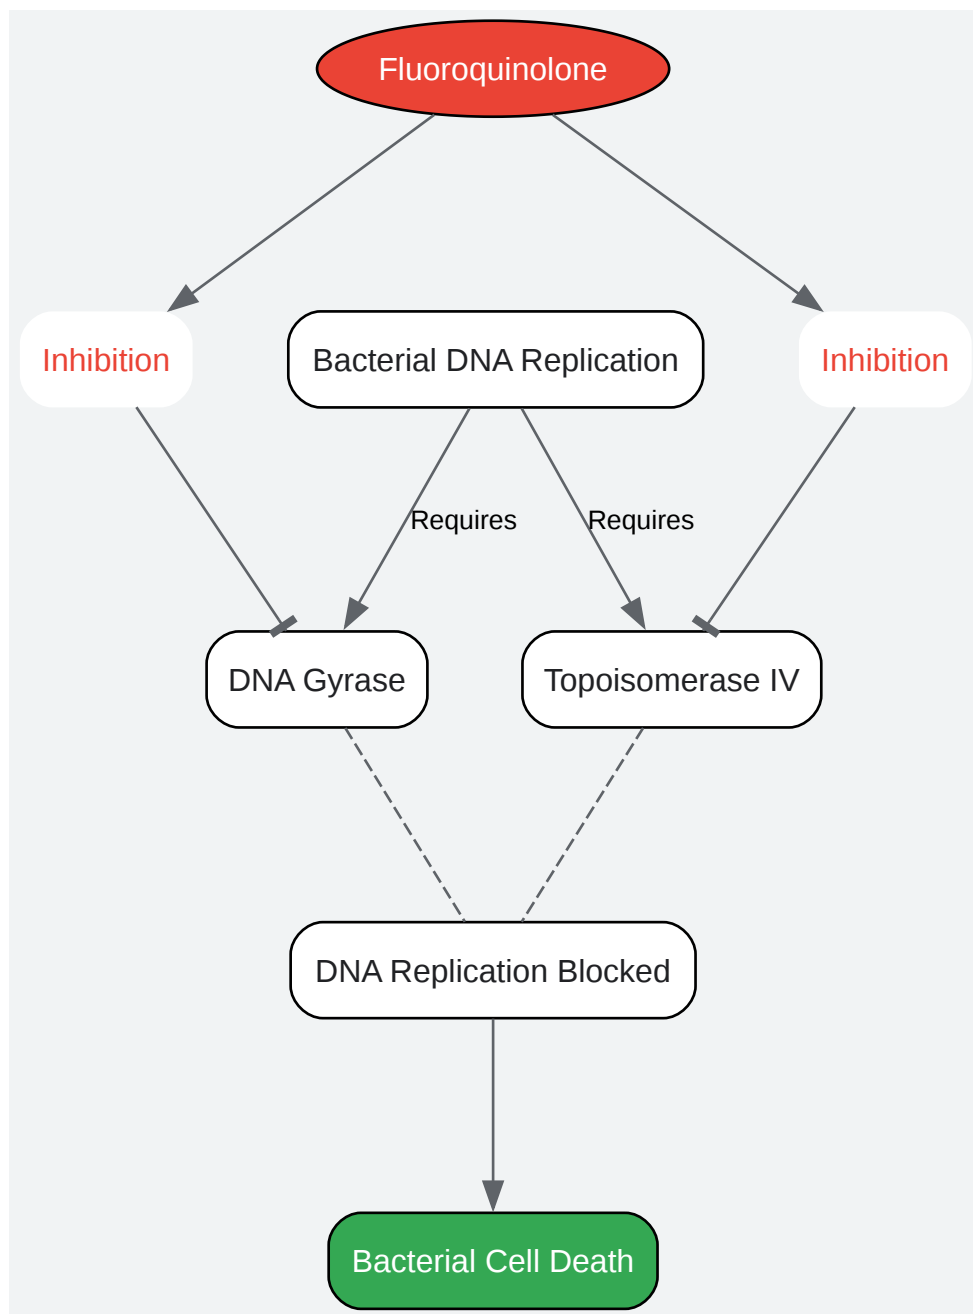 Fluoroquinolone
Inhibition
Bacterial DNA Replication
Inhibition
Requires
Requires
DNA Gyrase
Topoisomerase IV
DNA Replication Blocked
Bacterial Cell Death